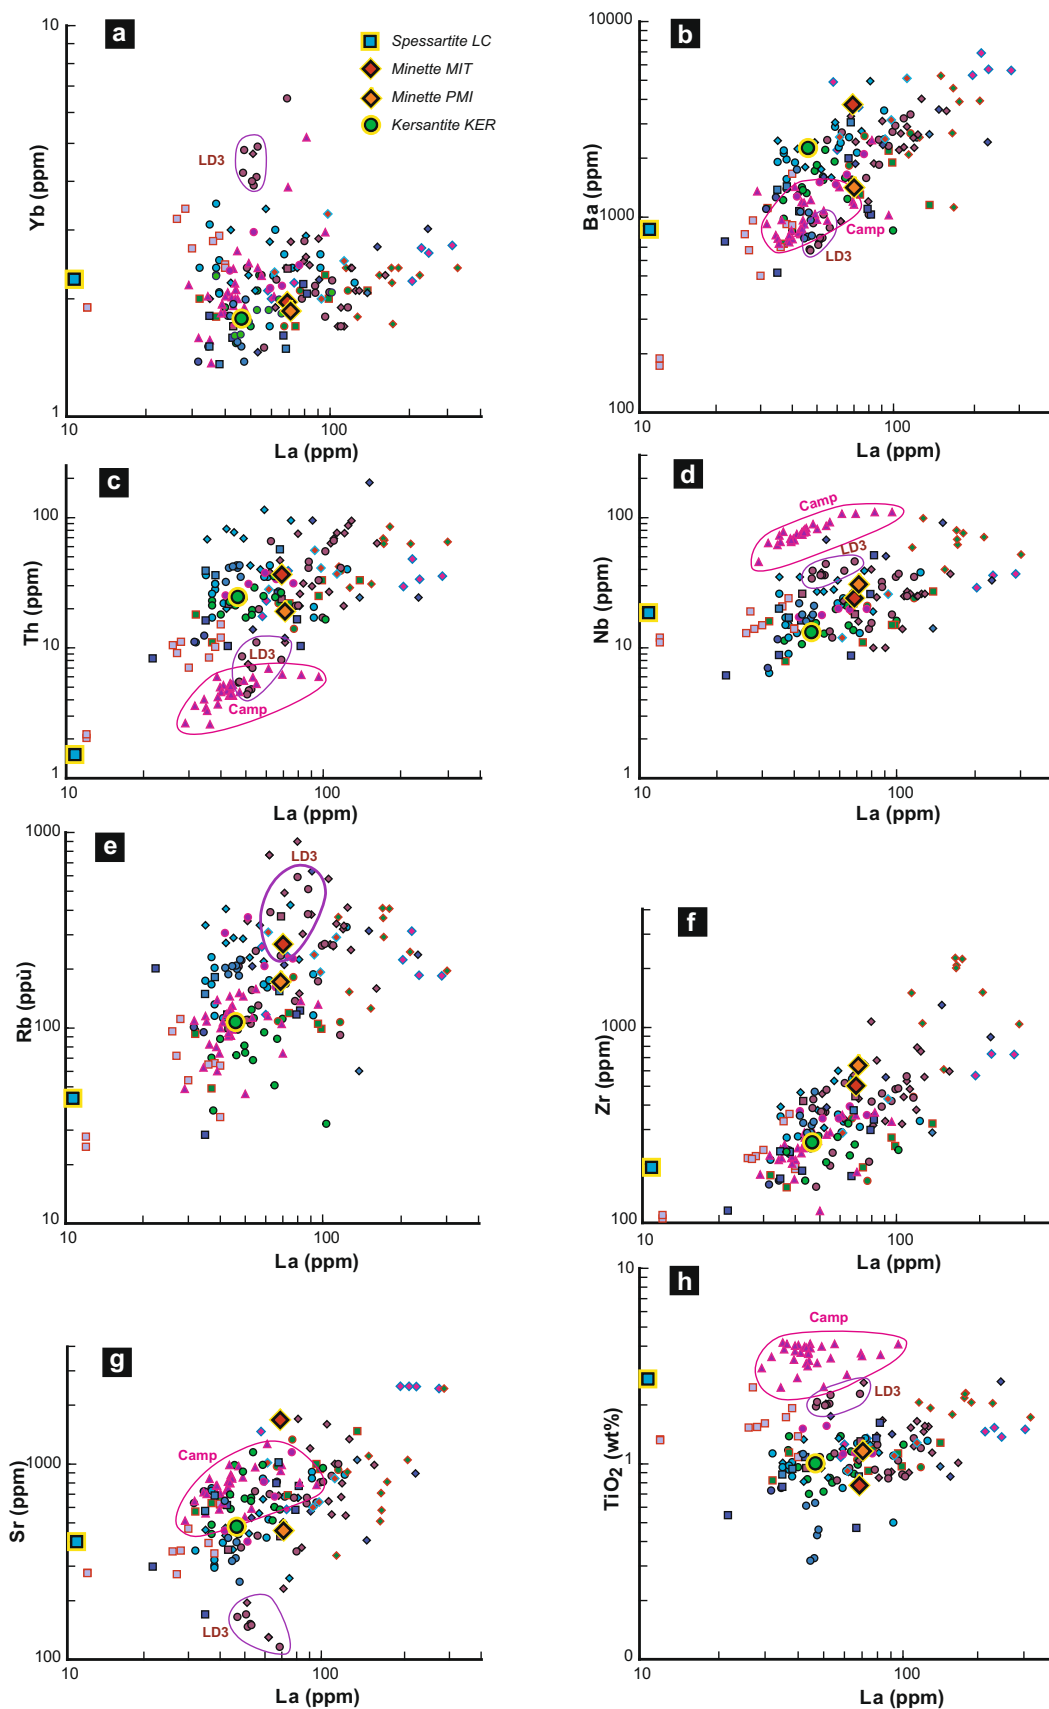 a
10
Yb (ppm)
1
10
100
La (ppm)
Spessartite LC
Minette MIT
Minette PMI
Kersantite KER
LD3
b
10000
1000
100
Ba (ppm)
10
100
La (ppm)
Camp
LD3
c
100
10
1
Th (ppm)
10
100
La (ppm)
LD3
Camp
d
100
10
1
Nb (ppm)
10
100
La (ppm)
Camp
LD3
e
1000
100
10
Rb (ppù)
10
100
La (ppm)
LD3
f
1000
100
Zr (ppm)
10
100
La (ppm)
g
1000
100
Sr (ppm)
10
100
La (ppm)
Camp
LD3
h
10
1
0
TiO2 (wt%)
10
100
La (ppm)
Camp
LD3